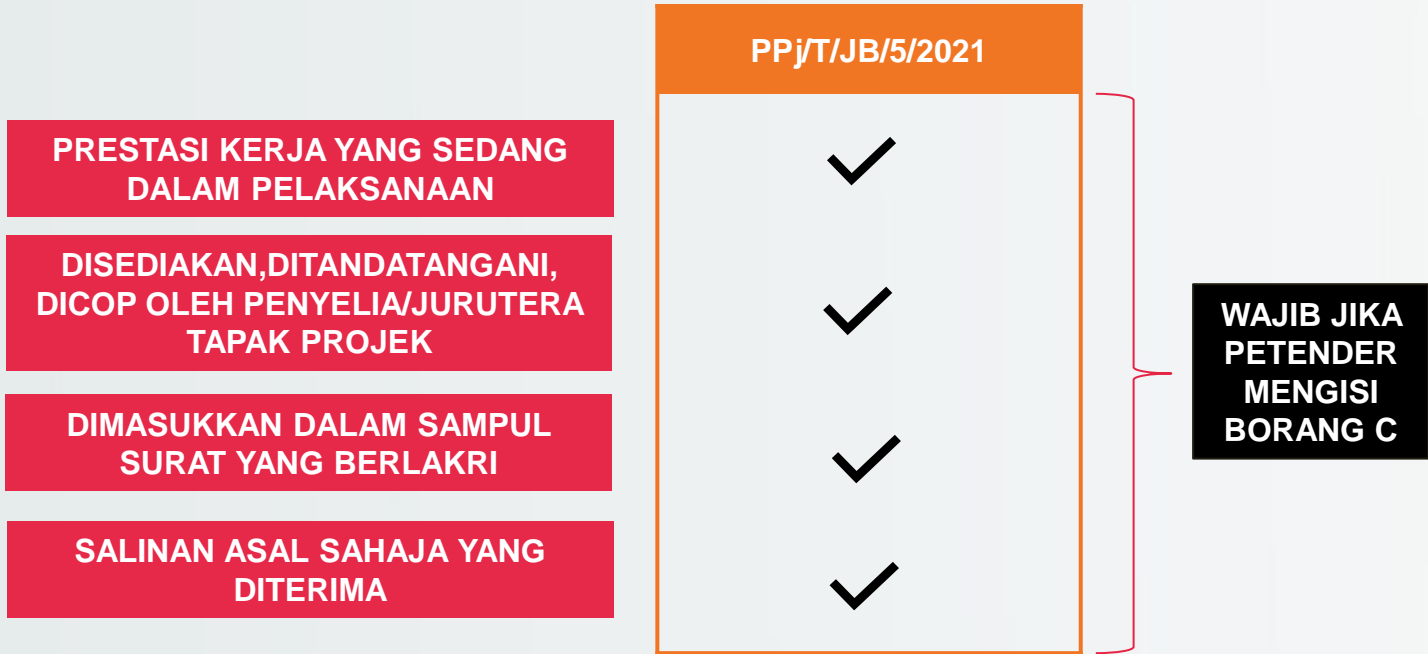 PPj/T/JB/5/2021
PRESTASI KERJA YANG SEDANG
DALAM PELAKSANAAN
DISEDIAKAN,DITANDATANGANI,
DICOP OLEH PENYELIA/JURUTERA
TAPAK PROJEK
DIMASUKKAN DALAM SAMPUL
SURAT YANG BERLAKRI
SALINAN ASAL SAHAJA YANG
DITERIMA
WAJIB JIKA
PETENDER
MENGISI
BORANG C